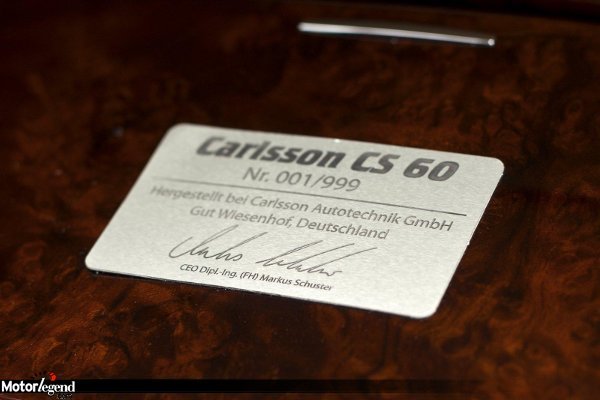 Carlsson CS 60
Nr. 001/999
Hergestellt bei Carlsson Autotechnik GmbH
Gut Wiesenhof, Deutschland
CEO Dipl.-Ing. (FH) Markus Schuster
Motorlegend